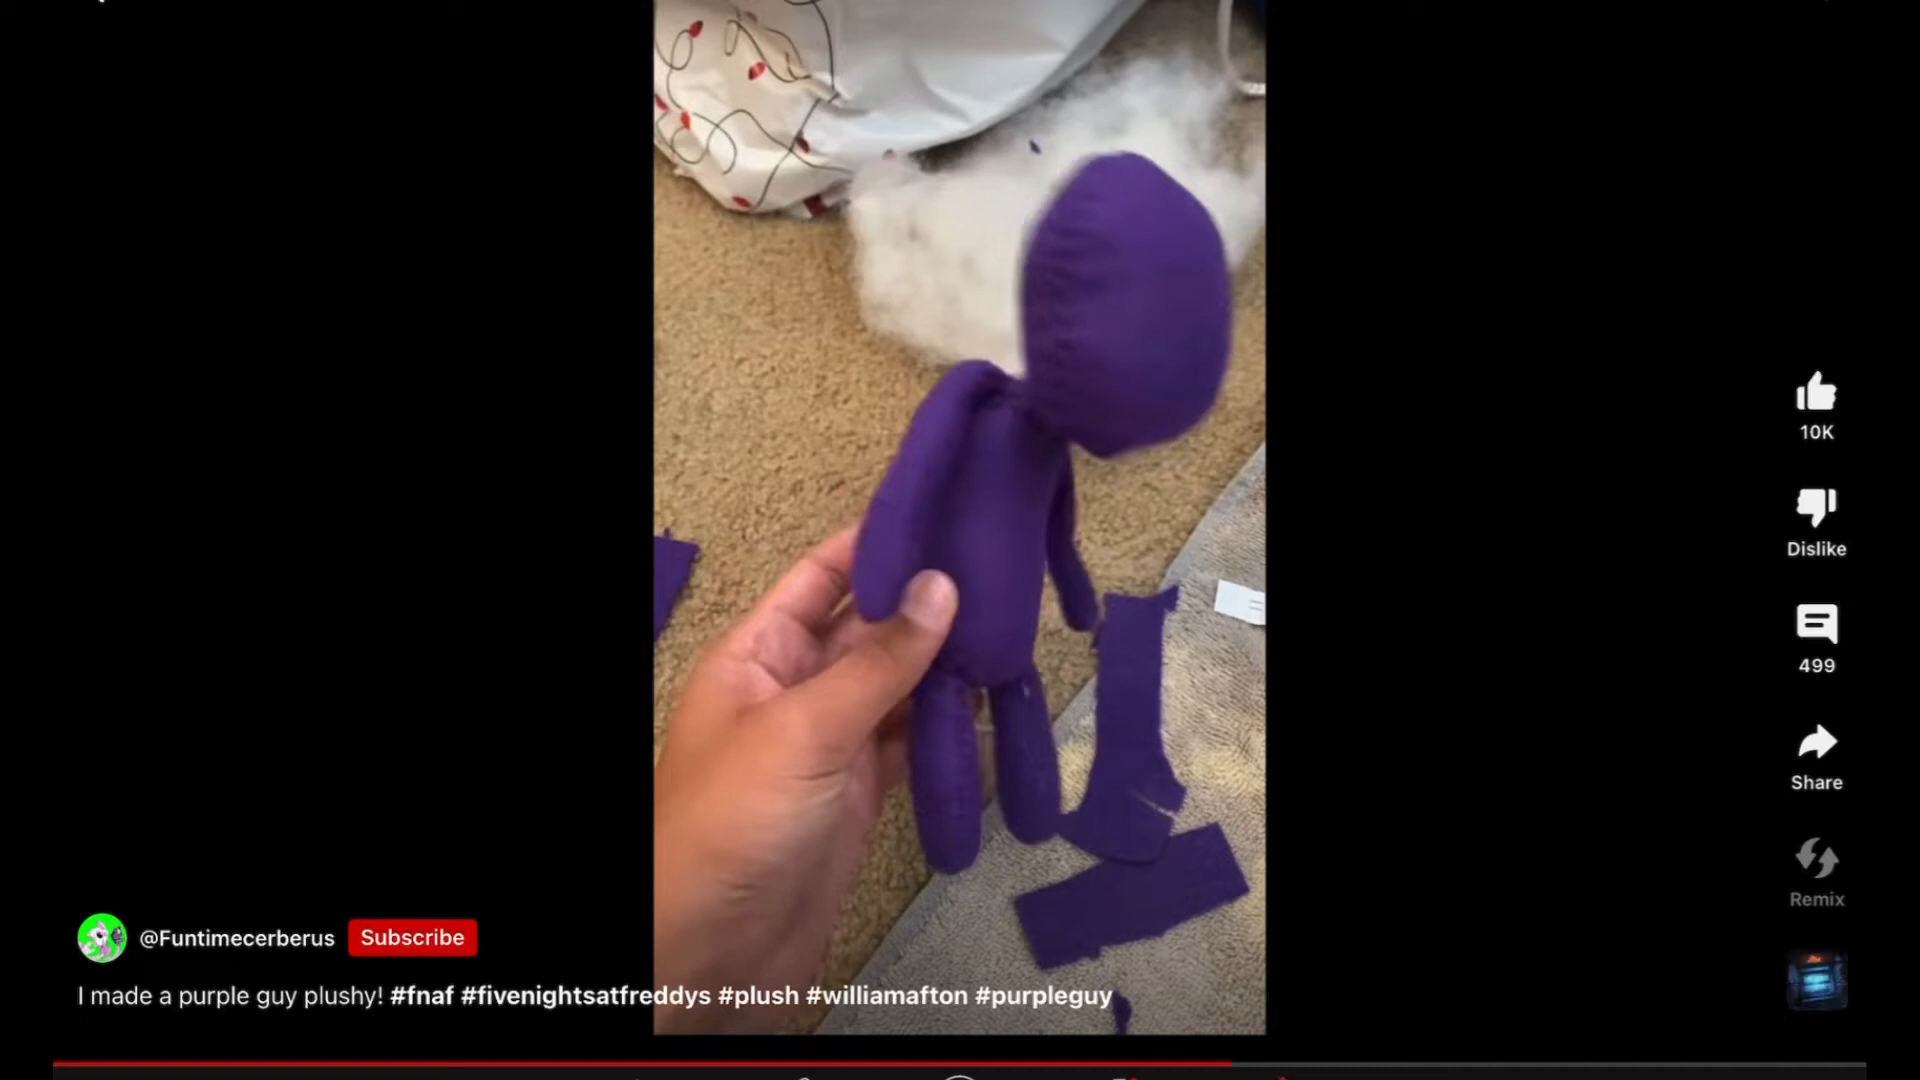 10K
Dislike
499
Share
Remix
@Funtimecerberus Subscribe
I made a purple guy plushy! #fnaf #fivenightsatfreddys #plush #williamafton #purpleguy